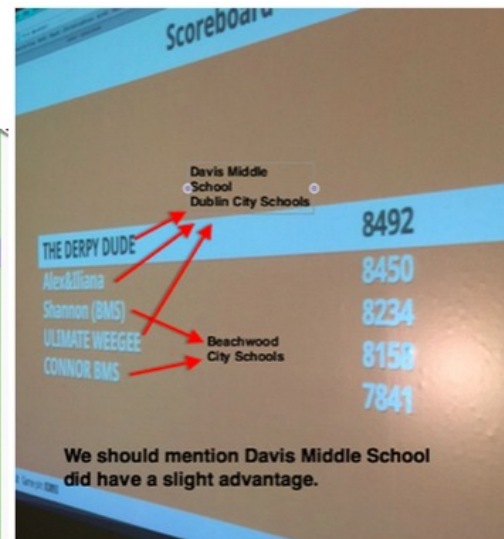 Scoreboard
Davis Middle
School
Dublin City Schools
THE DERPY DUDE 8492
Alex&Iliana 8450
Shannon (BMS) 8234
ULIMATE WEEGEE 8158
CONNOR BMS 7841
Beachwood
City Schools
We should mention Davis Middle School
did have a slight advantage.